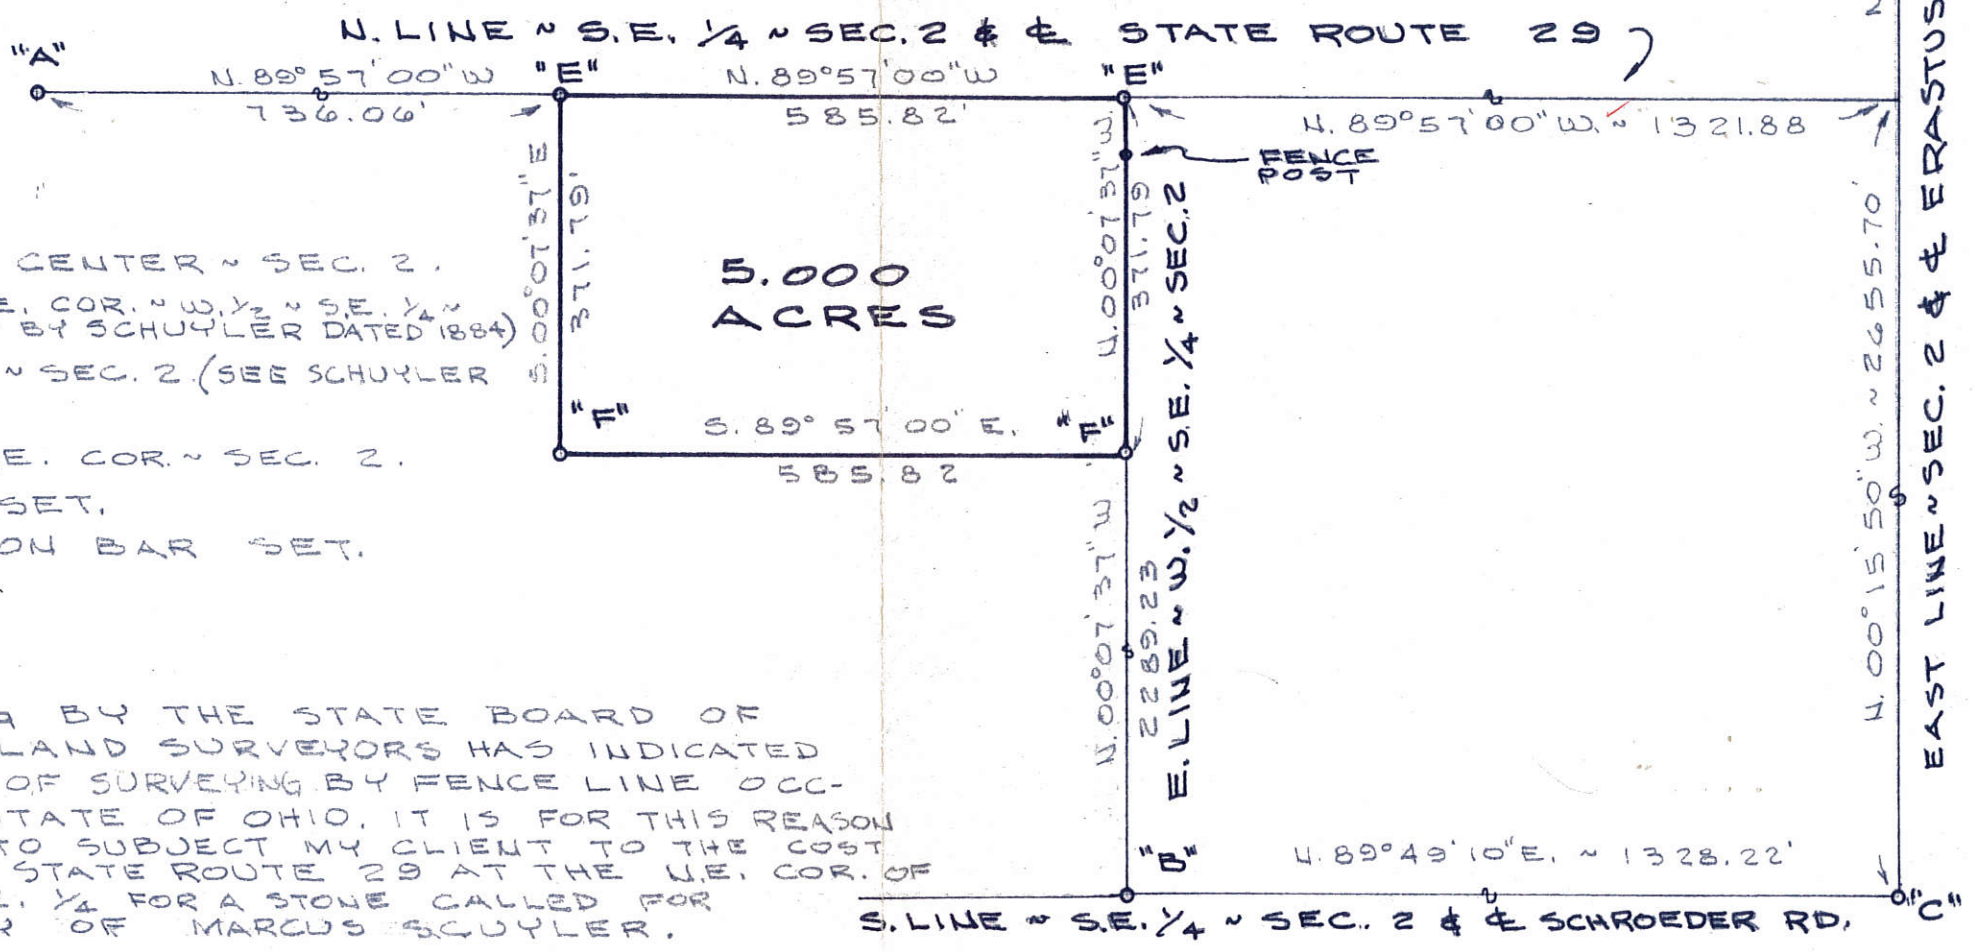 N. LINE ~ S.E. ¼ ~ SEC. 2 & ℄ STATE ROUTE 29
2
"A"
N. 89° 57' 00" W
736.06'
"E"
N. 89° 57' 00" W
585.82'
"E"
N. 89° 57' 00" W. ~ 1321.88
FENCE
POST
S. 00° 07' 37" E
371.79'
5.000
ACRES
N. 00° 07' 37" W.
371.79
E. LINE ~ W. ½ ~ S.E. ¼ ~ SEC. 2
N. 00° 15' 50" W. ~ 2655.70'
EAST LINE ~ SEC. 2 & ℄ ERASTUS
CENTER ~ SEC. 2.
E. COR. ~ W. ½ ~ S.E. ¼ ~
BY SCHUYLER DATED 1884)
~ SEC. 2. (SEE SCHUYLER
E. COR. ~ SEC. 2.
SET.
ON BAR SET.
"F"
S. 89° 57' 00" E.
"F"
585.82
N. 00° 07' 37" W
2289.23
BY THE STATE BOARD OF
LAND SURVEYORS HAS INDICATED
OF SURVEYING BY FENCE LINE OCC-
TATE OF OHIO. IT IS FOR THIS REASON
TO SUBJECT MY CLIENT TO THE COST
STATE ROUTE 29 AT THE N.E. COR. OF
¼ FOR A STONE CALLED FOR
OF MARCUS SCUYLER.
"B"
N. 89° 49' 10" E. ~ 1328.22'
"C"
S. LINE ~ S.E. ¼ ~ SEC. 2 & ℄ SCHROEDER RD.